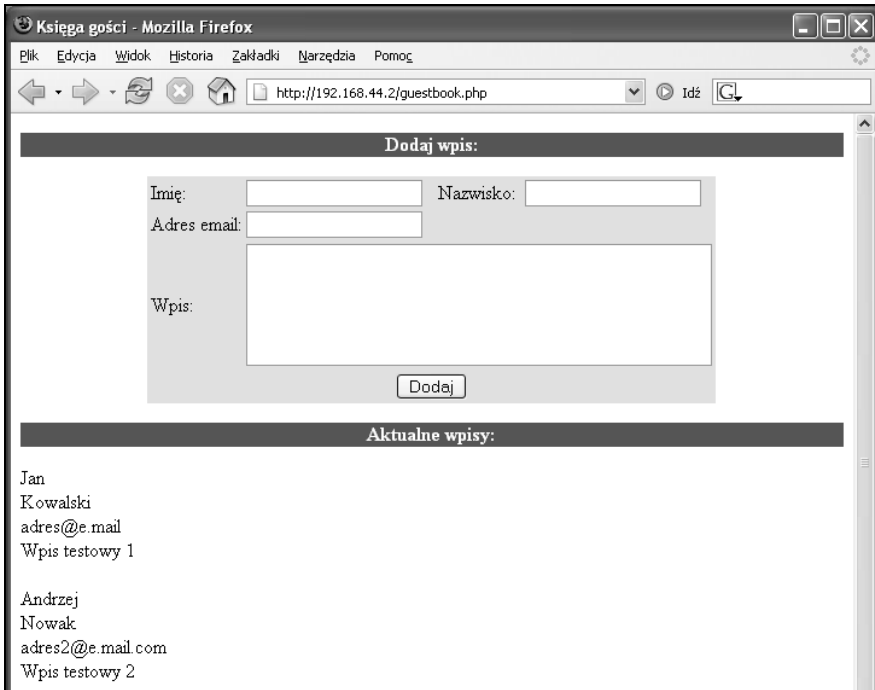 Księga gości - Mozilla Firefox
Plik Edycja Widok Historia Zakładki Narzędzia Pomoc
http://192.168.44.2/guestbook.php Idź G
Dodaj wpis:
Imię: Nazwisko:
Adres email:
Wpis:
Dodaj
Aktualne wpisy:
Jan
Kowalski
adres@e.mail
Wpis testowy 1
Andrzej
Nowak
adres2@e.mail.com
Wpis testowy 2